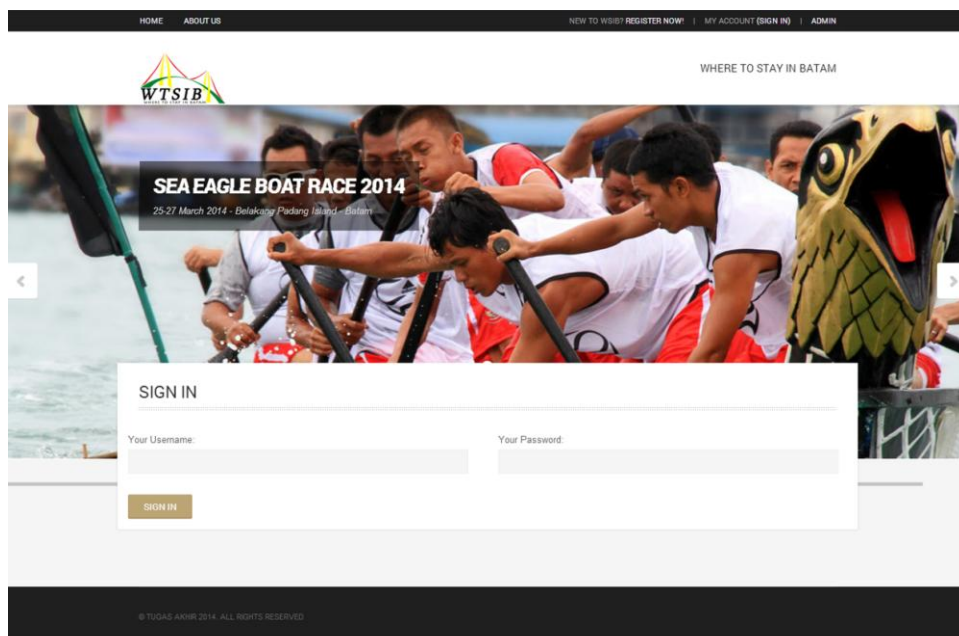 HOME ABOUT US NEW TO WSIB? REGISTER NOW! | MY ACCOUNT (SIGN IN) | ADMIN
WTSIB
WHERE TO STAY IN BATAM
WHERE TO STAY IN BATAM
SEA EAGLE BOAT RACE 2014
25-27 March 2014 - Belakang Padang Island - Batam
SIGN IN
Your Username: Your Password:
SIGN IN
© TUGAS AKHIR 2014. ALL RIGHTS RESERVED